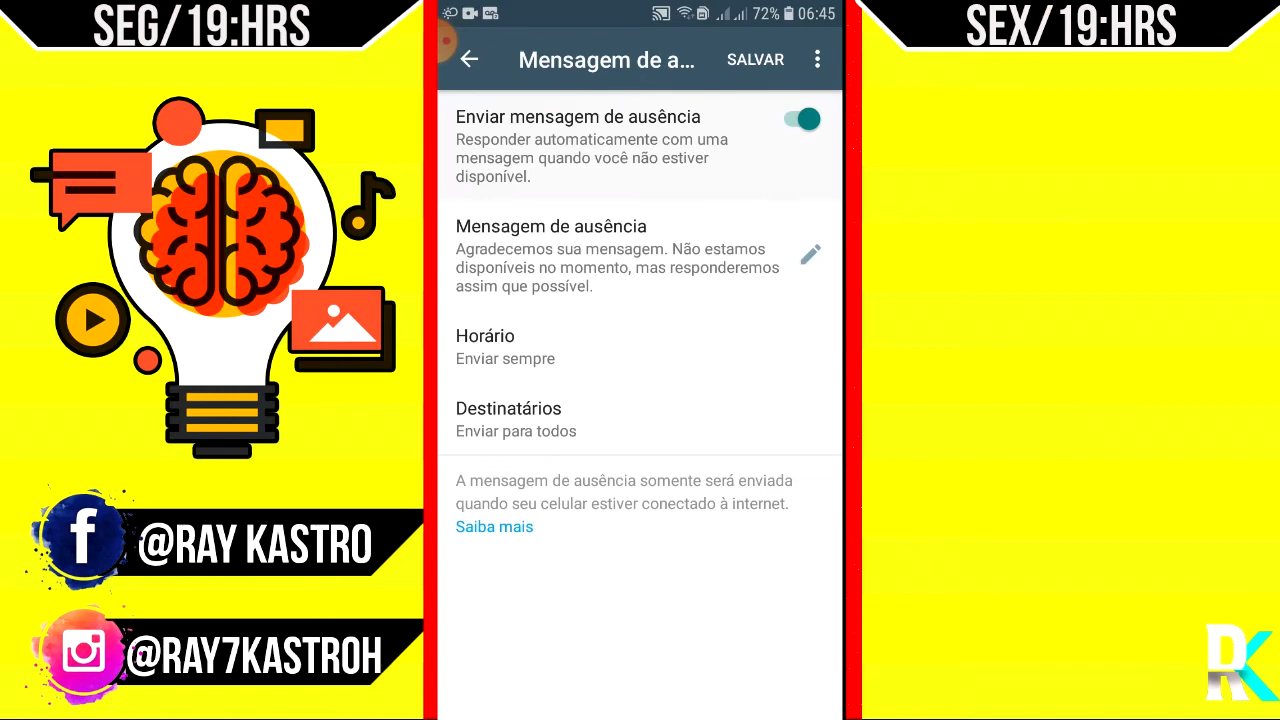 SEG/19:HRS
@RAY KASTRO
@RAY7KASTROH
72% 06:45
Mensagem de a...
SALVAR
Enviar mensagem de ausência
Responder automaticamente com uma
mensagem quando você não estiver
disponível.
Mensagem de ausência
Agradecemos sua mensagem. Não estamos
disponíveis no momento, mas responderemos
assim que possível.
Horário
Enviar sempre
Destinatários
Enviar para todos
A mensagem de ausência somente será enviada
quando seu celular estiver conectado à internet.
Saiba mais
SEX/19:HRS
RK